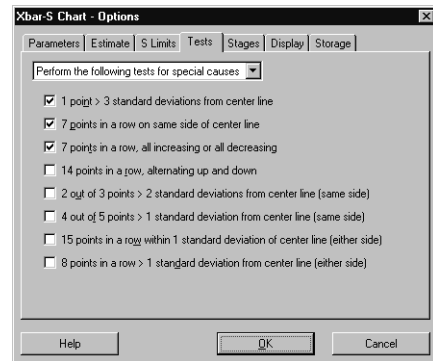 Xbar-S Chart - Options
Parameters Estimate S Limits Tests Stages Display Storage
Perform the following tests for special causes
1 point > 3 standard deviations from center line
7 points in a row on same side of center line
7 points in a row, all increasing or all decreasing
14 points in a row, alternating up and down
2 out of 3 points > 2 standard deviations from center line (same side)
4 out of 5 points > 1 standard deviation from center line (same side)
15 points in a row within 1 standard deviation of center line (either side)
8 points in a row > 1 standard deviation from center line (either side)
Help OK Cancel